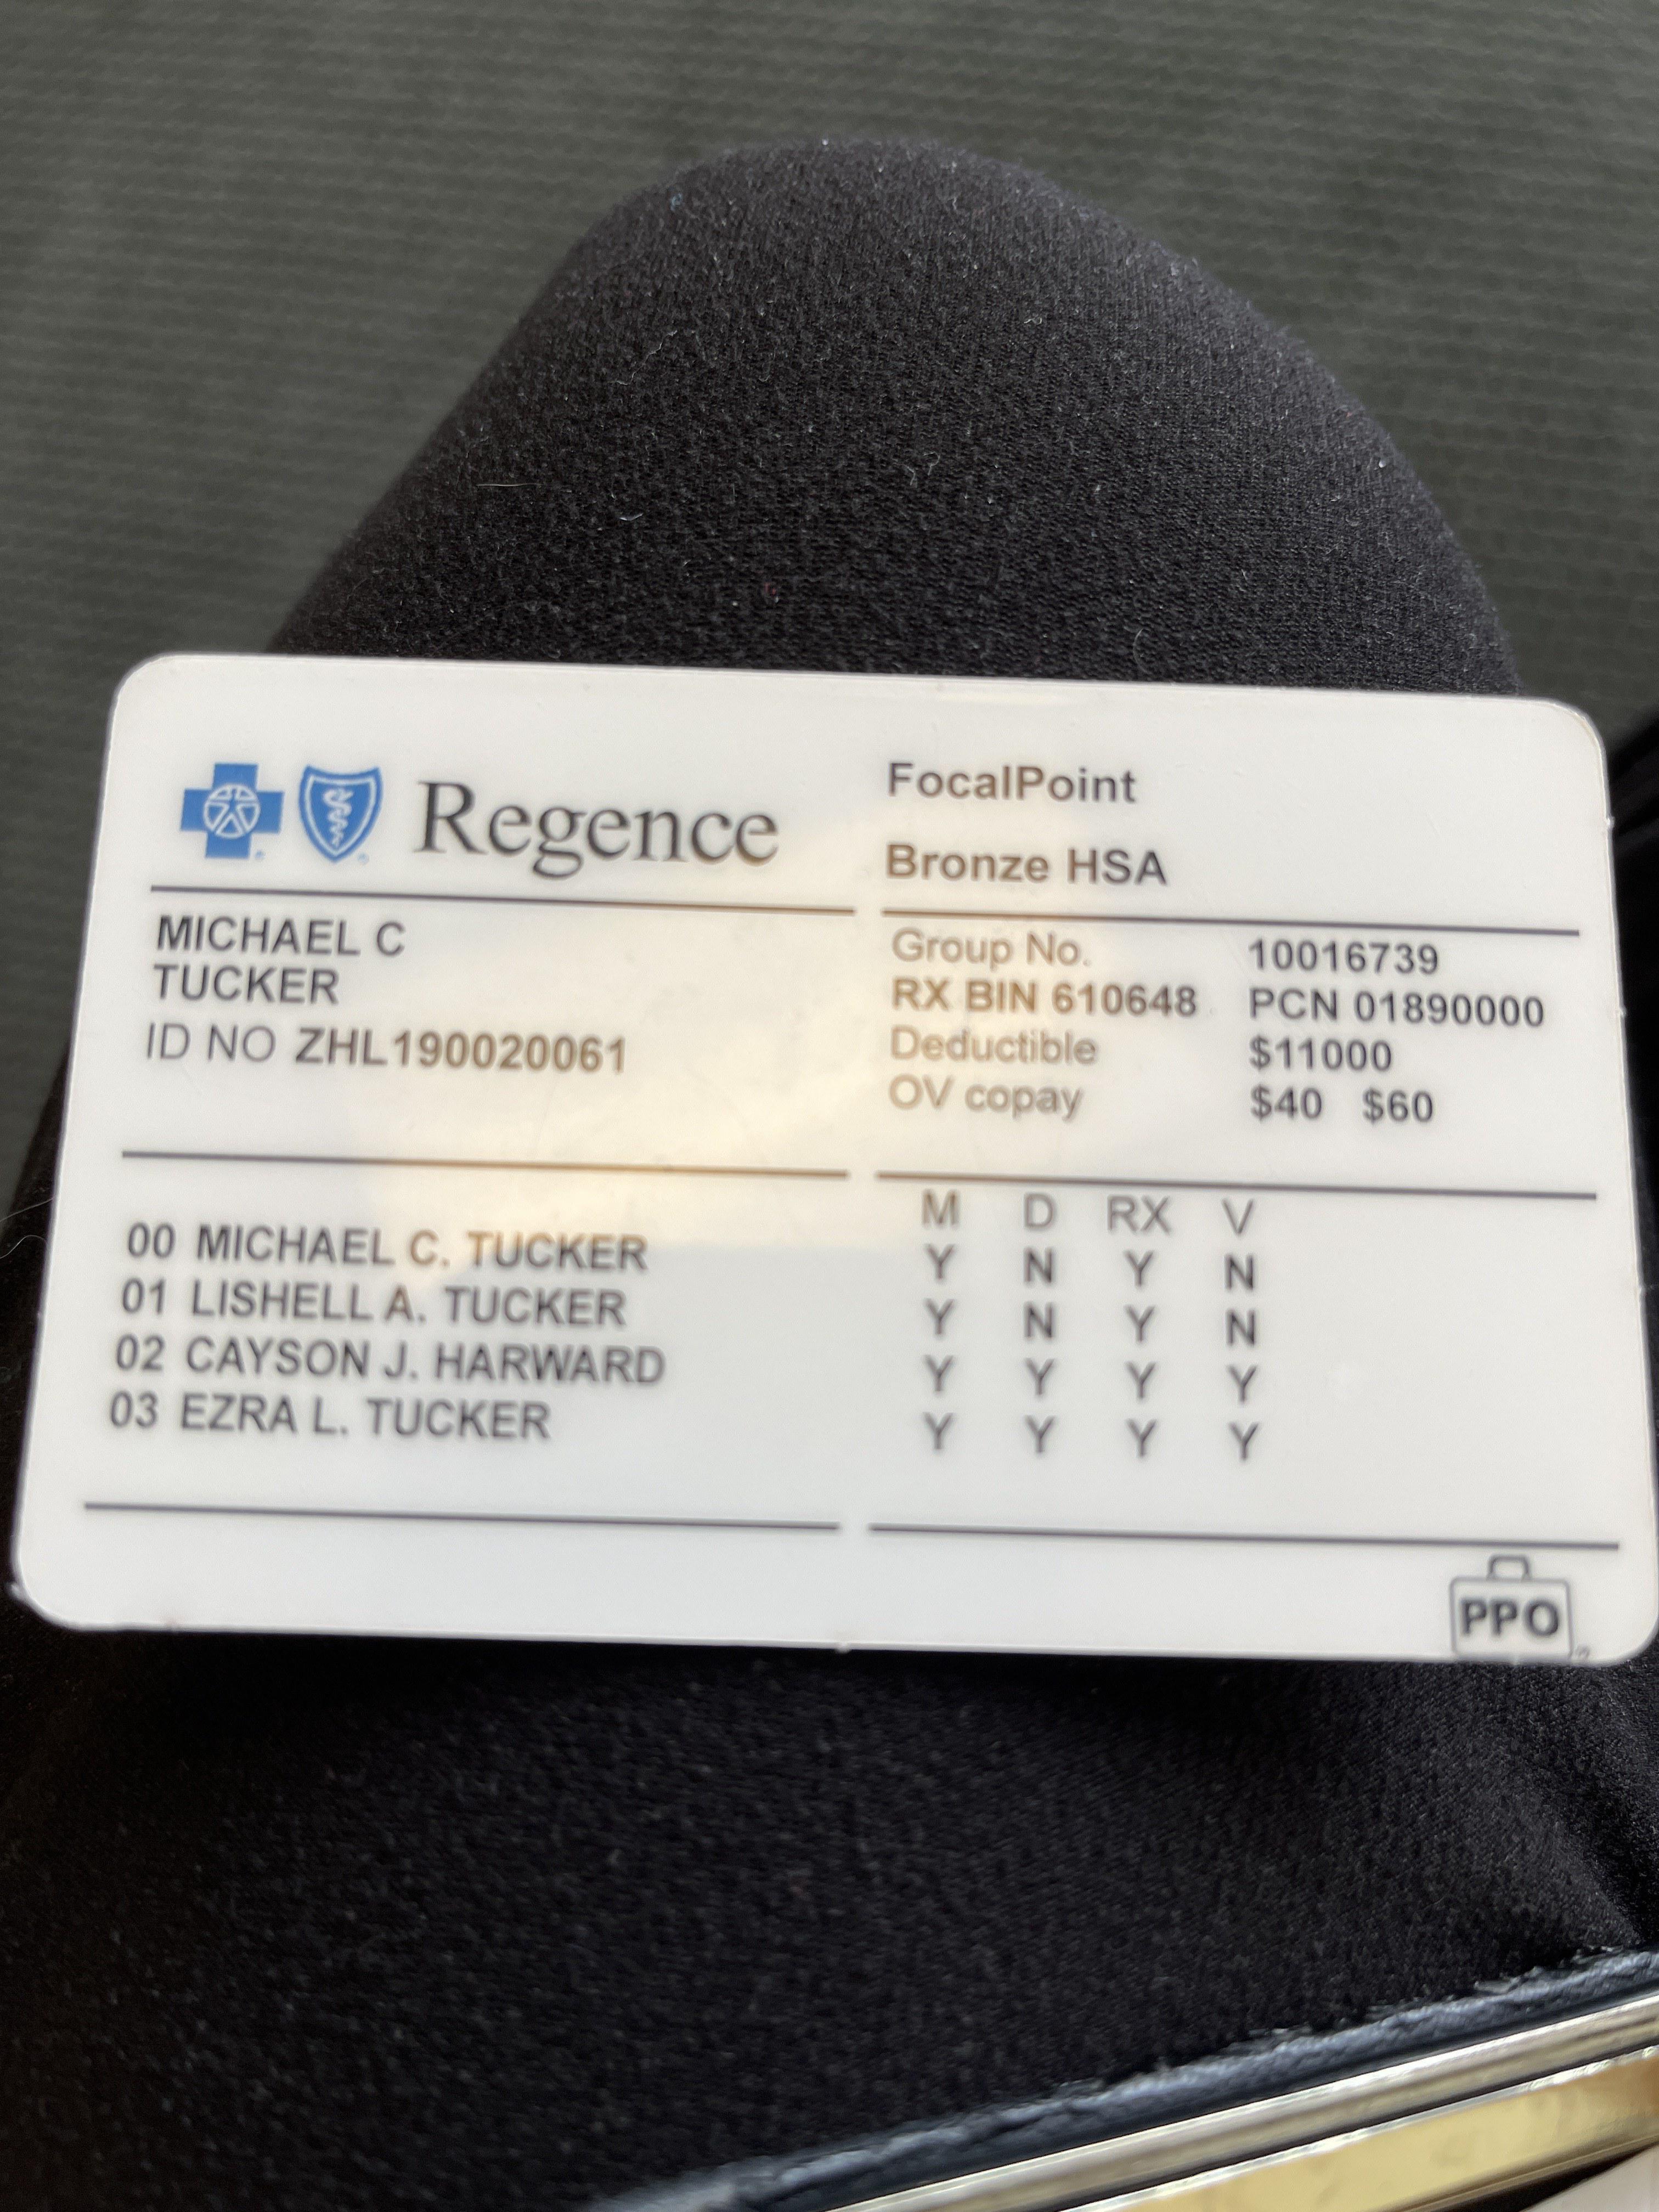 Regence
FocalPoint
Bronze HSA
MICHAEL C
TUCKER
ID NO ZHL190020061
Group No. 10016739
RX BIN 610648 PCN 01890000
Deductible $11000
OV copay $40 $60
M D RX V
00 MICHAEL C. TUCKER Y N Y N
01 LISHELL A. TUCKER Y N Y N
02 CAYSON J. HARWARD Y Y Y Y
03 EZRA L. TUCKER Y Y Y Y
PPO